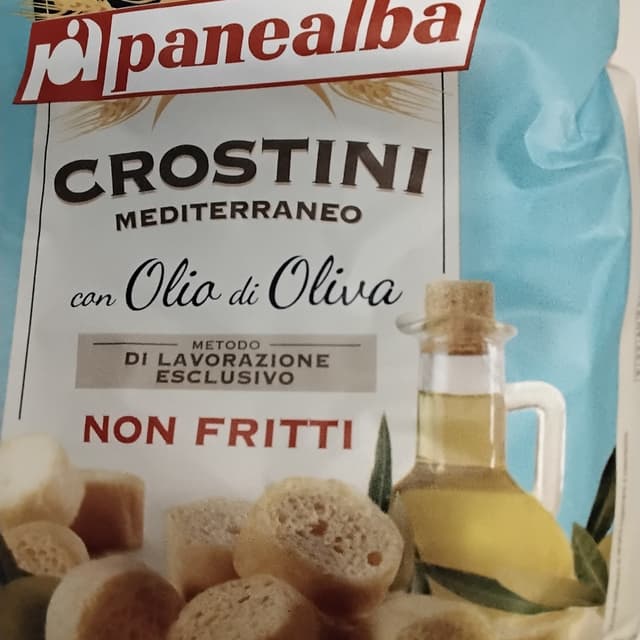 panealba
CROSTINI
MEDITERRANEO
con Olio di Oliva
METODO
DI LAVORAZIONE
ESCLUSIVO
NON FRITTI